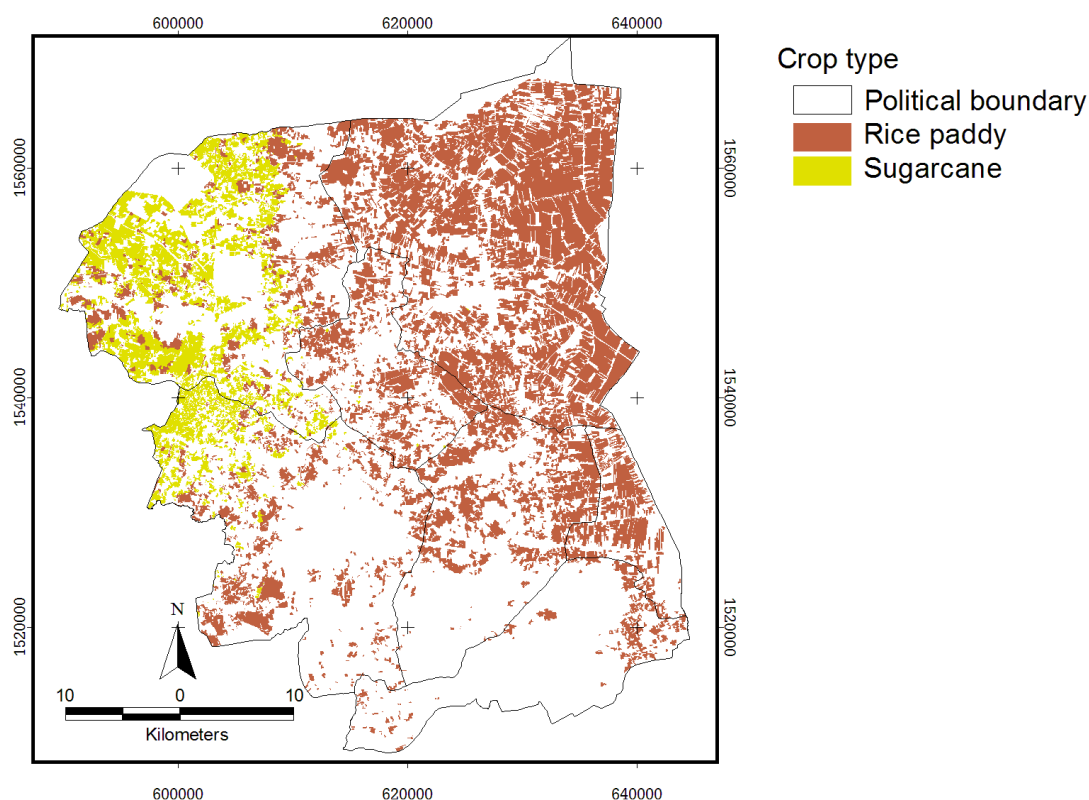 600000 620000 640000
Crop type
Political boundary
Rice paddy
Sugarcane
1560000 1560000
1540000 1540000
1520000 1520000
N
10 0 10
Kilometers
600000 620000 640000